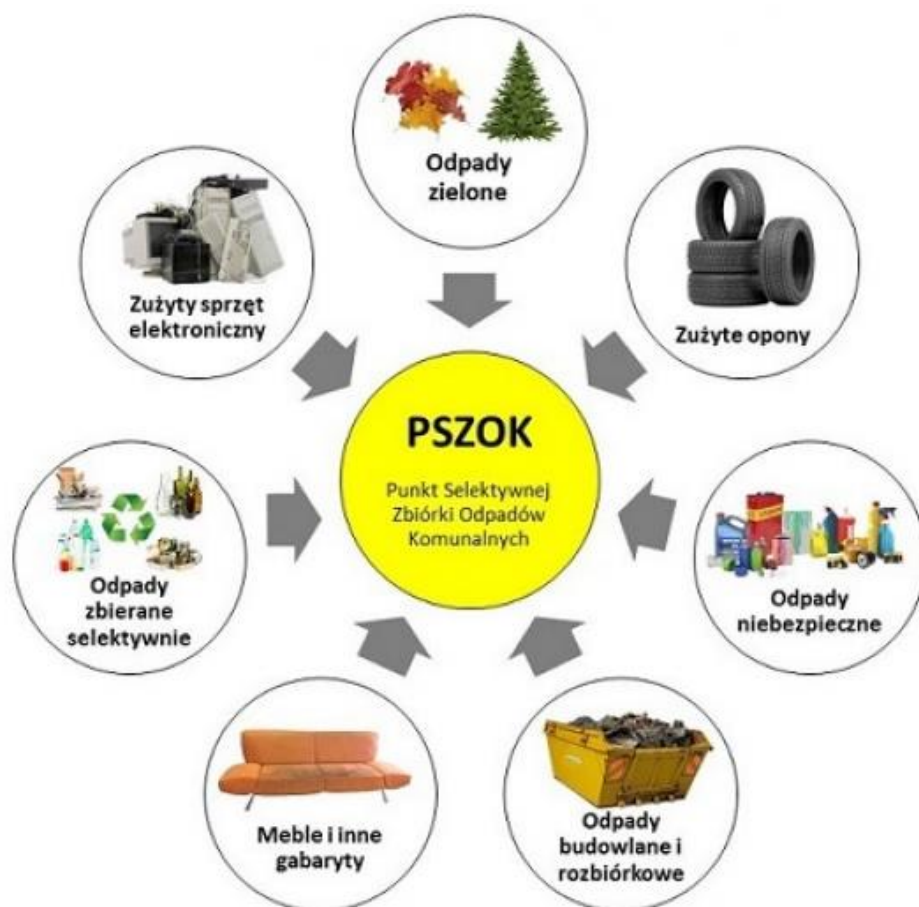 Odpady
zielone
Zużyty sprzęt
elektroniczny
Zużyte opony
PSZOK
Punkt Selektywnej
Zbiórki Odpadów
Komunalnych
Odpady
zbierane
selektywnie
Odpady
niebezpieczne
Meble i inne
gabaryty
Odpady
budowlane i
rozbiórkowe